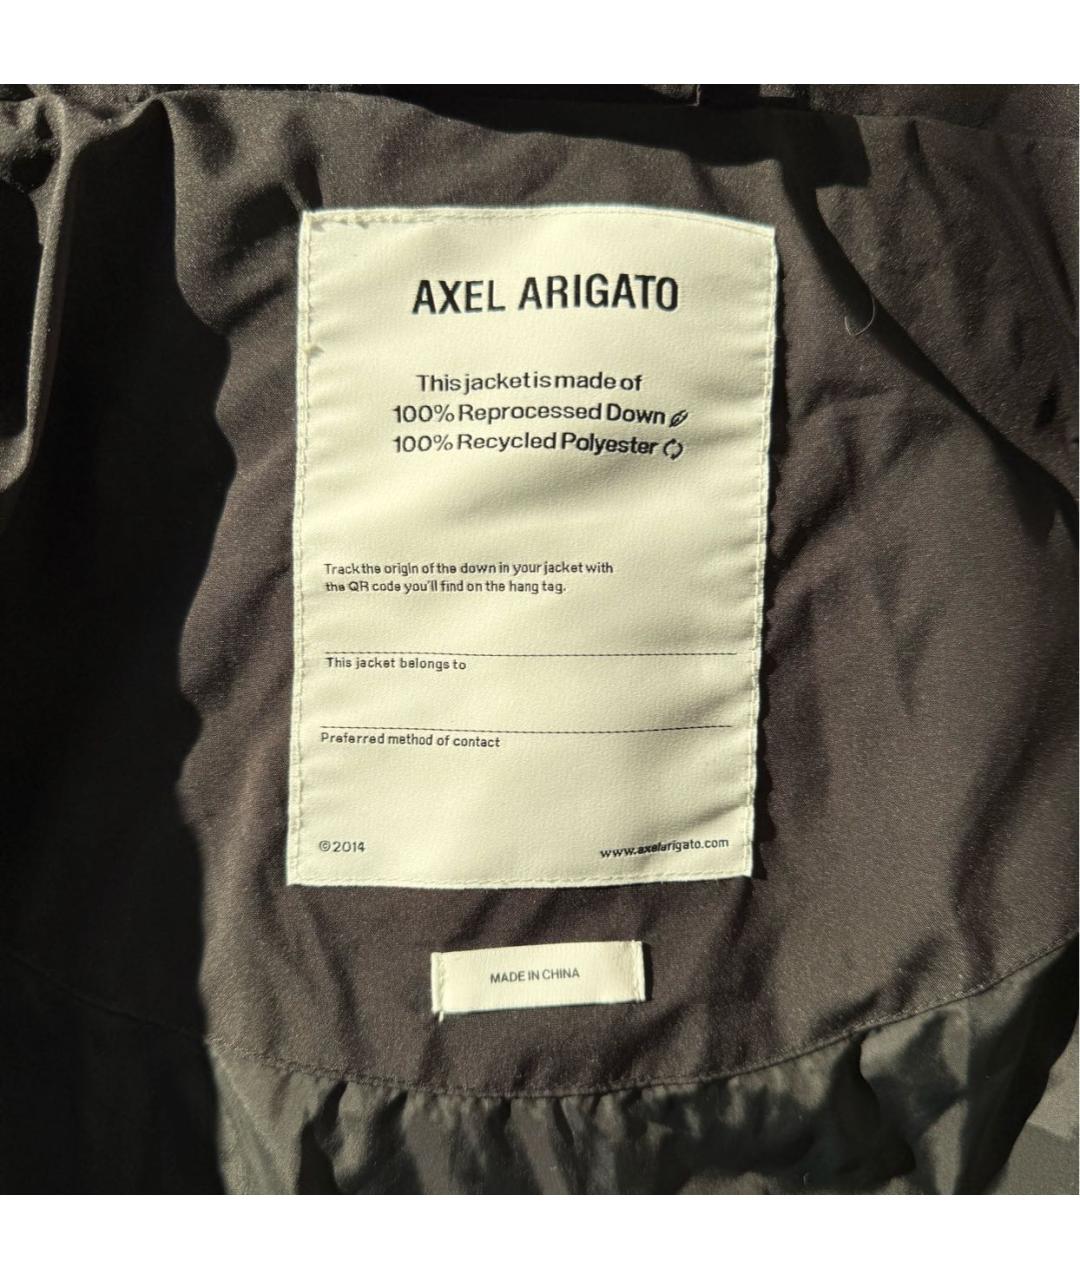 AXEL ARIGATO
This jacket is made of
100% Reprocessed Down
100% Recycled Polyester
Track the origin of the down in your jacket with
the QR code you'll find on the hang tag.
This jacket belongs to
Preferred method of contact
©2014
www.axelarigato.com
MADE IN CHINA